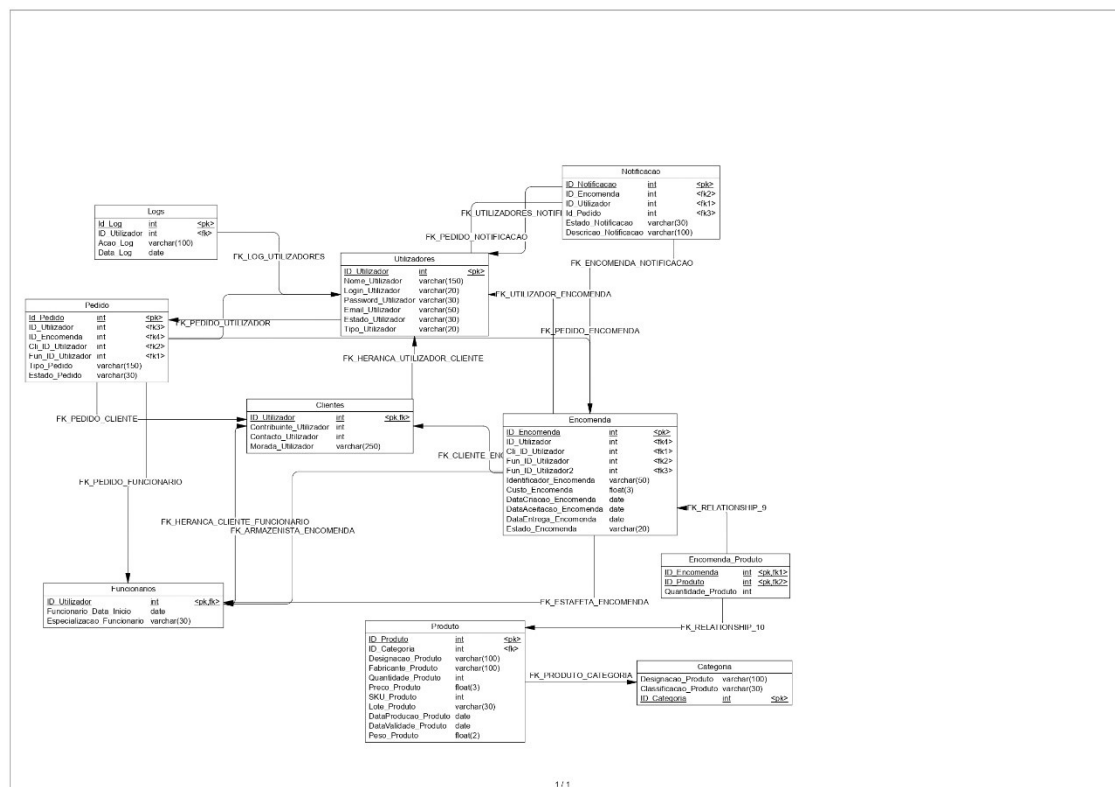 Notificacao
ID_Notificacao int <pk>
ID_Encomenda int <fk2>
ID_Utilizador int <fk1>
Id_Pedido int <fk3>
Estado_Notificacao varchar(30)
Descricao_Notificacao varchar(100)
Logs
Id_Log int <pk>
ID_Utilizador int <fk>
Acao_Log varchar(100)
Data_Log date
FK_UTILIZADORES_NOTIFI
FK_PEDIDO_NOTIFICACAO
FK_LOG_UTILIZADORES
FK_ENCOMENDA_NOTIFICACAO
Utilizadores
ID_Utilizador int <pk>
Nome_Utilizador varchar(150)
Login_Utilizador varchar(20)
Password_Utilizador varchar(30)
Email_Utilizador varchar(50)
Estado_Utilizador varchar(30)
Tipo_Utilizador varchar(20)
FK_UTILIZADOR_ENCOMENDA
Pedido
Id_Pedido int <pk>
ID_Utilizador int <fk3>
ID_Encomenda int <fk4>
Cli_ID_Utilizador int <fk2>
Fun_ID_Utilizador int <fk1>
Tipo_Pedido varchar(150)
Estado_Pedido varchar(30)
FK_PEDIDO_UTILIZADOR
FK_PEDIDO_ENCOMENDA
FK_HERANCA_UTILIZADOR_CLIENTE
FK_PEDIDO_CLIENTE
Clientes
ID_Utilizador int <pk,fk>
Contribuinte_Utilizador int
Contacto_Utilizador int
Morada_Utilizador varchar(250)
Encomenda
ID_Encomenda int <pk>
ID_Utilizador int <fk4>
Cli_ID_Utilizador int <fk1>
Fun_ID_Utilizador int <fk2>
Fun_ID_Utilizador2 int <fk3>
Identificador_Encomenda varchar(50)
Custo_Encomenda float(3)
DataCriacao_Encomenda date
DataAceitacao_Encomenda date
DataEntrega_Encomenda date
Estado_Encomenda varchar(20)
FK_CLIENTE_EN
FK_PEDIDO_FUNCIONARIO
FK_HERANCA_CLIENTE_FUNCIONARIO
FK_ARMAZENISTA_ENCOMENDA
FK_RELATIONSHIP_9
Encomenda_Produto
ID_Encomenda int <pk,fk1>
ID_Produto int <pk,fk2>
Quantidade_Produto int
Funcionarios
ID_Utilizador int <pk,fk>
Funcionario_Data_Inicio date
Especializacao_Funcionario varchar(30)
FK_ESTAFETA_ENCOMENDA
FK_RELATIONSHIP_10
Produto
ID_Produto int <pk>
ID_Categoria int <fk>
Designacao_Produto varchar(100)
Fabricante_Produto varchar(100)
Quantidade_Produto int
Preco_Produto float(3)
SKU_Produto int
Lote_Produto varchar(30)
DataProducao_Produto date
DataValidade_Produto date
Peso_Produto float(2)
FK_PRODUTO_CATEGORIA
Categoria
Designacao_Produto varchar(100)
Classificacao_Produto varchar(30)
ID_Categoria int <pk>
1 / 1